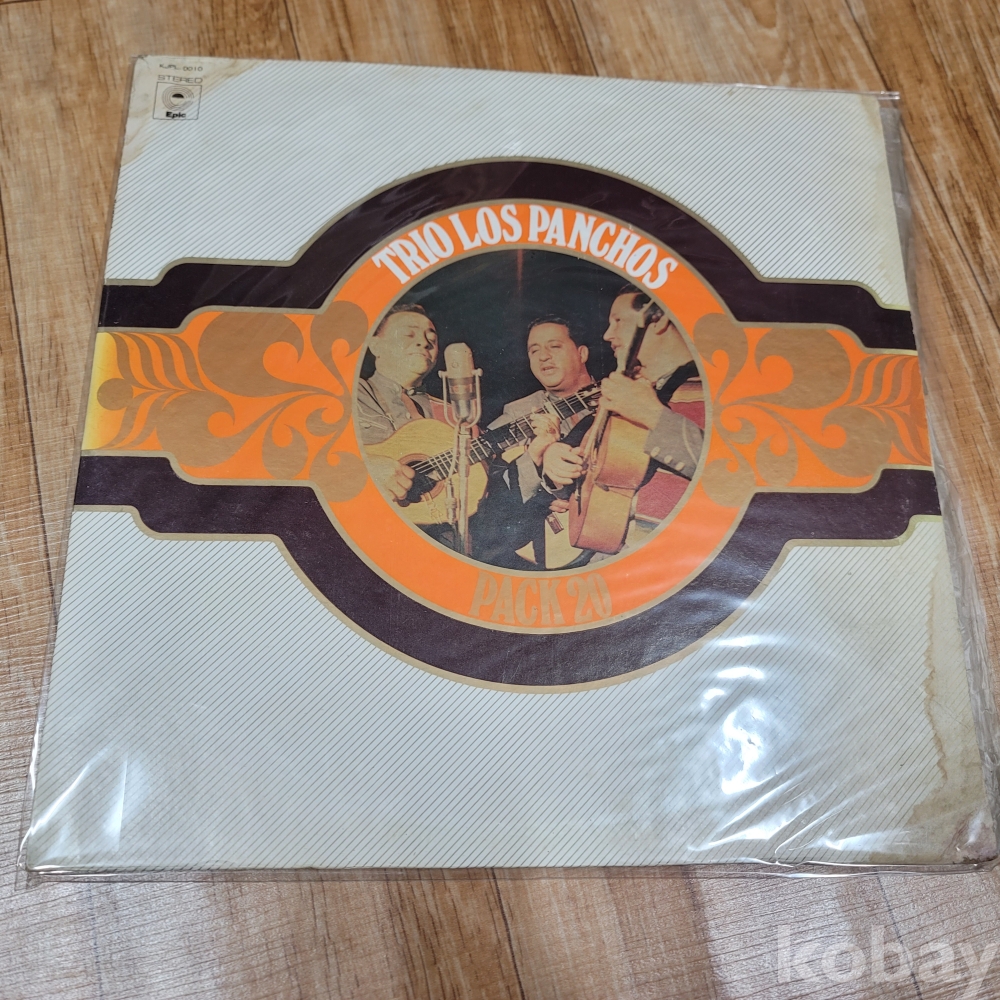 STEREO
Epic
TRIO LOS PANCHOS
PACK 20
kobay